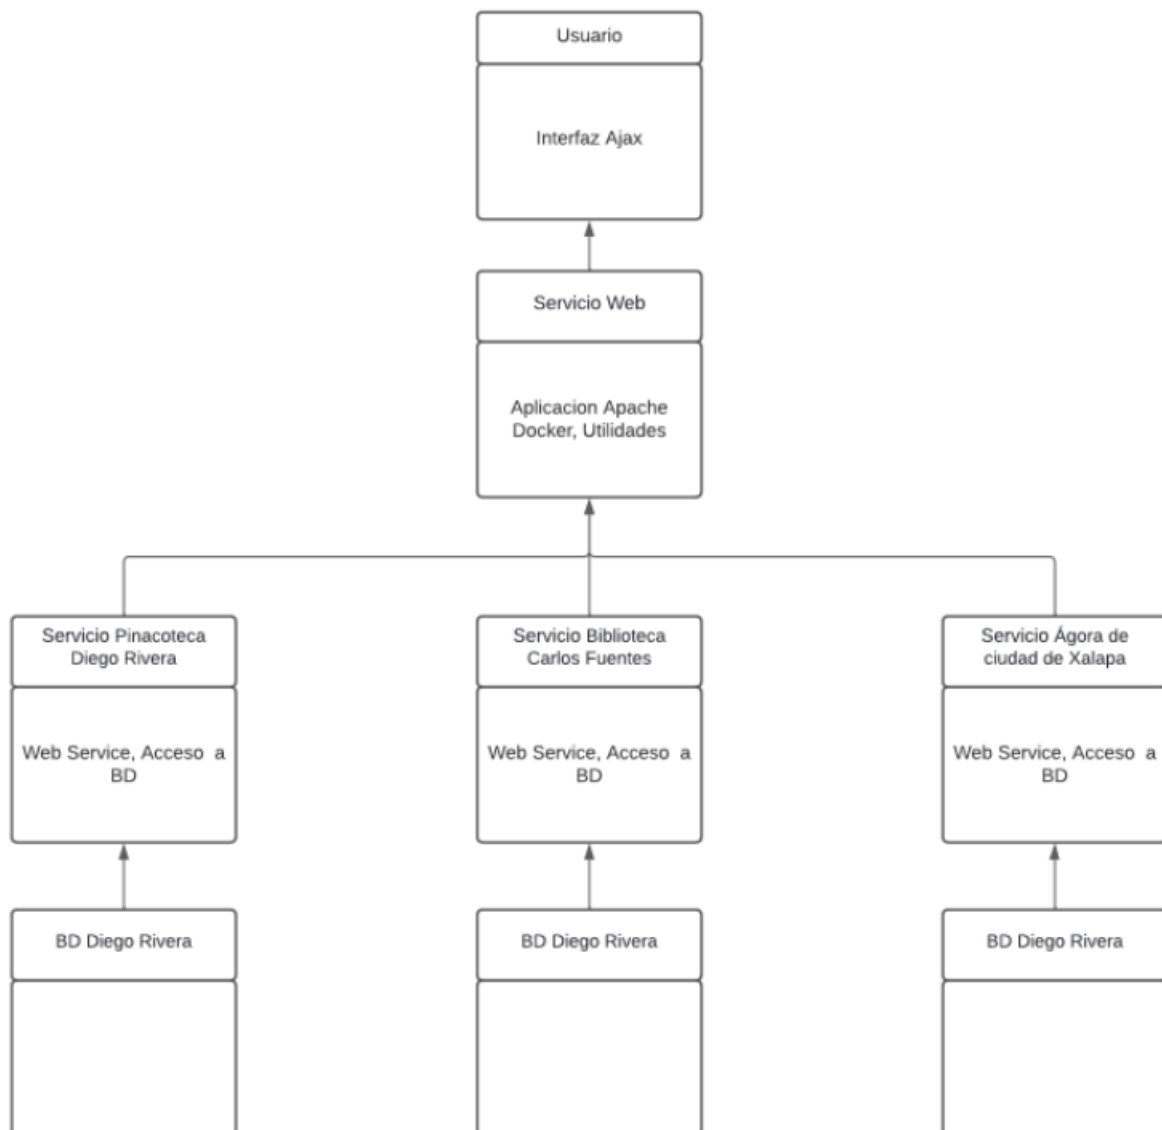 Usuario
Interfaz Ajax
Servicio Web
Aplicacion Apache
Docker, Utilidades
Servicio Pinacoteca
Diego Rivera
Servicio Biblioteca
Carlos Fuentes
Servicio Ágora de
ciudad de Xalapa
Web Service, Acceso a
BD
Web Service, Acceso a
BD
Web Service, Acceso a
BD
BD Diego Rivera
BD Diego Rivera
BD Diego Rivera